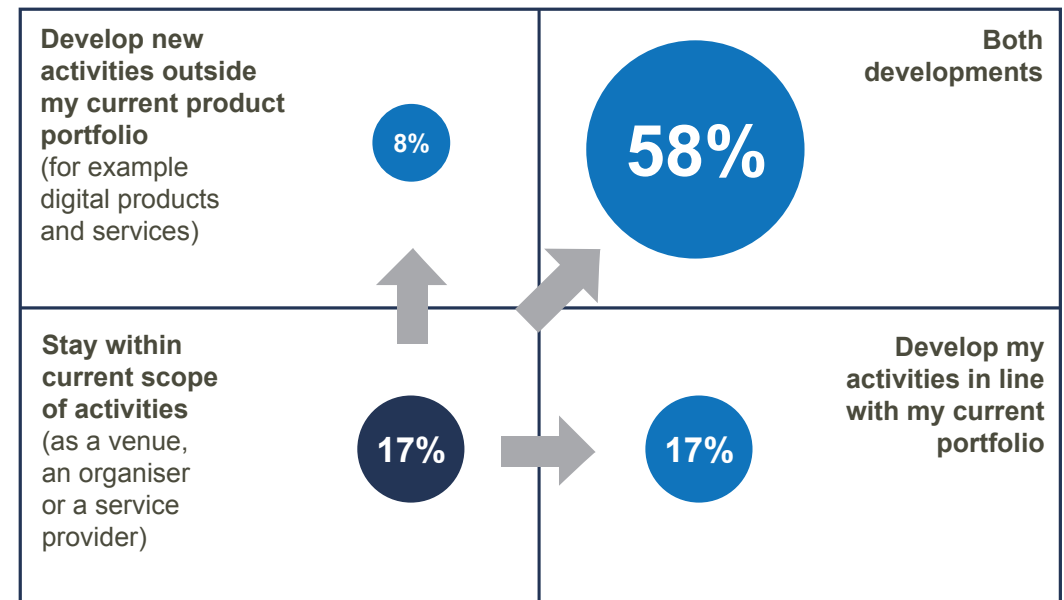 Develop new
activities outside
my current product
portfolio
(for example
digital products
and services)
8%
58%
Both
developments
Stay within
current scope
of activities
(as a venue,
an organiser
or a service
provider)
17%
17%
Develop my
activities in line
with my current
portfolio